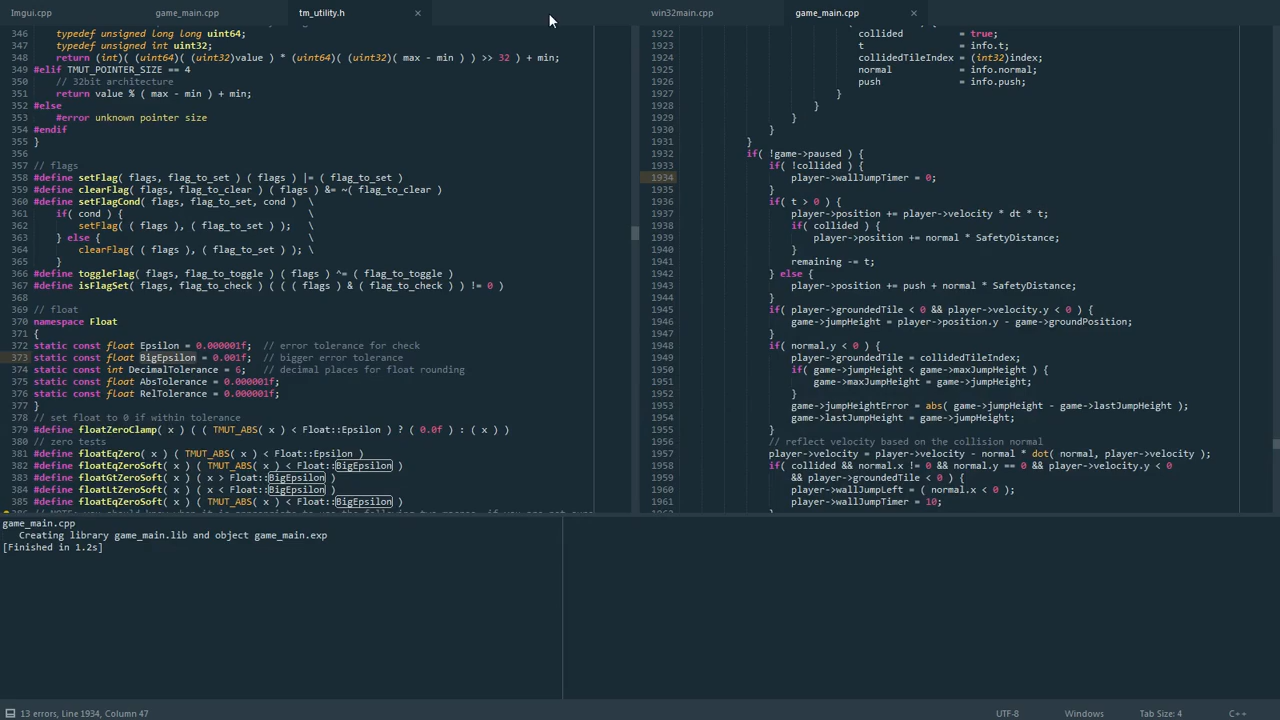 Imgui.cpp
game_main.cpp
tm_utility.h
×
win32main.cpp
game_main.cpp
×
346 typedef unsigned long long uint64;
347 typedef unsigned int uint32;
348 return (int)( (uint64)( (uint32)value ) * (uint64)( (uint32)( max - min ) ) >> 32 ) + min;
349 #elif TMUT_POINTER_SIZE == 4
350 // 32bit architecture
351 return value % ( max - min ) + min;
352 #else
353 #error unknown pointer size
354 #endif
355 }
356
357 // flags
358 #define setFlag( flags, flag_to_set ) ( flags ) |= ( flag_to_set )
359 #define clearFlag( flags, flag_to_clear ) ( flags ) &= ~( flag_to_clear )
360 #define setFlagCond( flags, flag_to_set, cond ) \
361 if( cond ) { \
362 setFlag( ( flags ), ( flag_to_set ) ); \
363 } else { \
364 clearFlag( ( flags ), ( flag_to_set ) ); \
365 }
366 #define toggleFlag( flags, flag_to_toggle ) ( flags ) ^= ( flag_to_toggle )
367 #define isFlagSet( flags, flag_to_check ) ( ( ( flags ) & ( flag_to_check ) ) != 0 )
368
369 // float
370 namespace Float
371 {
372 static const float Epsilon = 0.000001f; // error tolerance for check
373 static const float BigEpsilon = 0.001f; // bigger error tolerance
374 static const int DecimalTolerance = 6; // decimal places for float rounding
375 static const float AbsTolerance = 0.000001f;
376 static const float RelTolerance = 0.000001f;
377 }
378 // set float to 0 if within tolerance
379 #define floatZeroClamp( x ) ( ( TMUT_ABS( x ) < Float::Epsilon ) ? ( 0.0f ) : ( x ) )
380 // zero tests
381 #define floatEqZero( x ) ( TMUT_ABS( x ) < Float::Epsilon )
382 #define floatEqZeroSoft( x ) ( TMUT_ABS( x ) < Float::BigEpsilon )
383 #define floatGtZeroSoft( x ) ( x > Float::BigEpsilon )
384 #define floatLtZeroSoft( x ) ( x < Float::BigEpsilon )
385 #define floatEqZeroSoft( x ) ( TMUT_ABS( x ) < Float::BigEpsilon )
1922 collided = true;
1923 t = info.t;
1924 collidedTileIndex = (int32)index;
1925 normal = info.normal;
1926 push = info.push;
1927 }
1928 }
1929 }
1930 }
1931 }
1932 if( !game->paused ) {
1933 if( !collided ) {
1934 player->wallJumpTimer = 0;
1935 }
1936 if( t > 0 ) {
1937 player->position += player->velocity * dt * t;
1938 if( collided ) {
1939 player->position += normal * SafetyDistance;
1940 }
1941 remaining -= t;
1942 } else {
1943 player->position += push + normal * SafetyDistance;
1944 }
1945 if( player->groundedTile < 0 && player->velocity.y < 0 ) {
1946 game->jumpHeight = player->position.y - game->groundPosition;
1947 }
1948 if( normal.y < 0 ) {
1949 player->groundedTile = collidedTileIndex;
1950 if( game->jumpHeight < game->maxJumpHeight ) {
1951 game->maxJumpHeight = game->jumpHeight;
1952 }
1953 game->jumpHeightError = abs( game->jumpHeight - game->lastJumpHeight );
1954 game->lastJumpHeight = game->jumpHeight;
1955 }
1956 // reflect velocity based on the collision normal
1957 player->velocity = player->velocity - normal * dot( normal, player->velocity );
1958 if( collided && normal.x != 0 && normal.y == 0 && player->velocity.y < 0
1959 && player->groundedTile < 0 ) {
1960 player->wallJumpLeft = ( normal.x < 0 );
1961 player->wallJumpTimer = 10;
game_main.cpp
Creating library game_main.lib and object game_main.exp
[Finished in 1.2s]
13 errors, Line 1934, Column 47
UTF-8
Windows
Tab Size: 4
C++